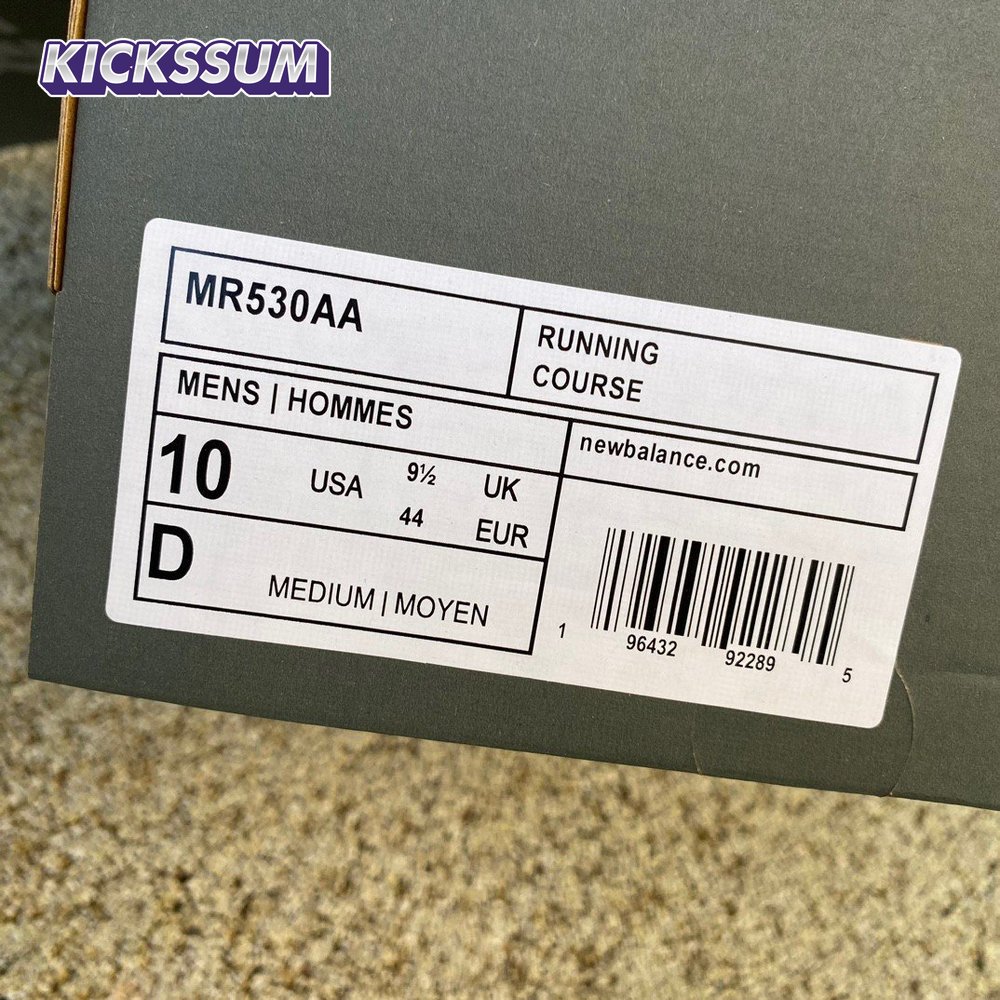 KICKSSUM
MR530AA
RUNNING
COURSE
MENS | HOMMES
newbalance.com
10 USA 9½ UK
44 EUR
D
MEDIUM | MOYEN
1 96432 92289 5